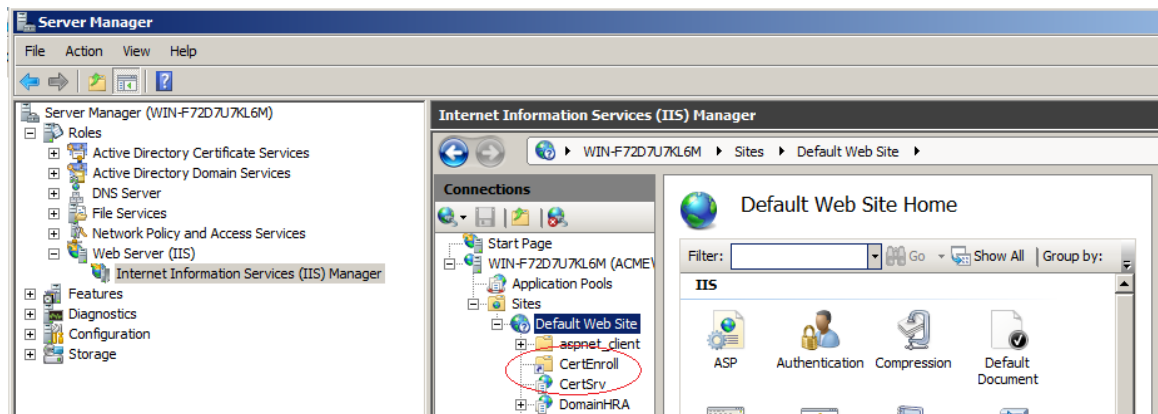 Server Manager
File Action View Help
Server Manager (WIN-F72D7U7KL6M)
Roles
Active Directory Certificate Services
Active Directory Domain Services
DNS Server
File Services
Network Policy and Access Services
Web Server (IIS)
Internet Information Services (IIS) Manager
Features
Diagnostics
Configuration
Storage
Internet Information Services (IIS) Manager
WIN-F72D7U7KL6M Sites Default Web Site
Connections
Start Page
WIN-F72D7U7KL6M (ACME\
Application Pools
Sites
Default Web Site
aspnet_client
CertEnroll
CertSrv
DomainHRA
Default Web Site Home
Filter: Go Show All Group by:
IIS
ASP Authentication Compression Default
Document